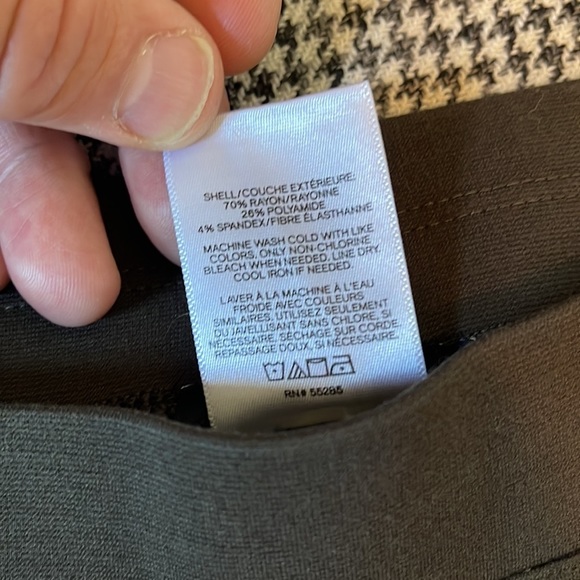 SHELL/COUCHE EXTÉRIEURE:
70% RAYON/RAYONNE
26% POLYAMIDE
4% SPANDEX/FIBRE ÉLASTHANNE
MACHINE WASH COLD WITH LIKE
COLORS, ONLY NON-CHLORINE
BLEACH WHEN NEEDED, LINE DRY,
COOL IRON IF NEEDED.
LAVER À LA MACHINE À L'EAU
FROIDE AVEC COULEURS
SIMILAIRES, UTILISEZ SEULEMENT
DU JAVELLISANT SANS CHLORE, SI
NÉCESSAIRE, SÉCHAGE SUR CORDE,
REPASSAGE DOUX, SI NÉCESSAIRE.
RN# 55285